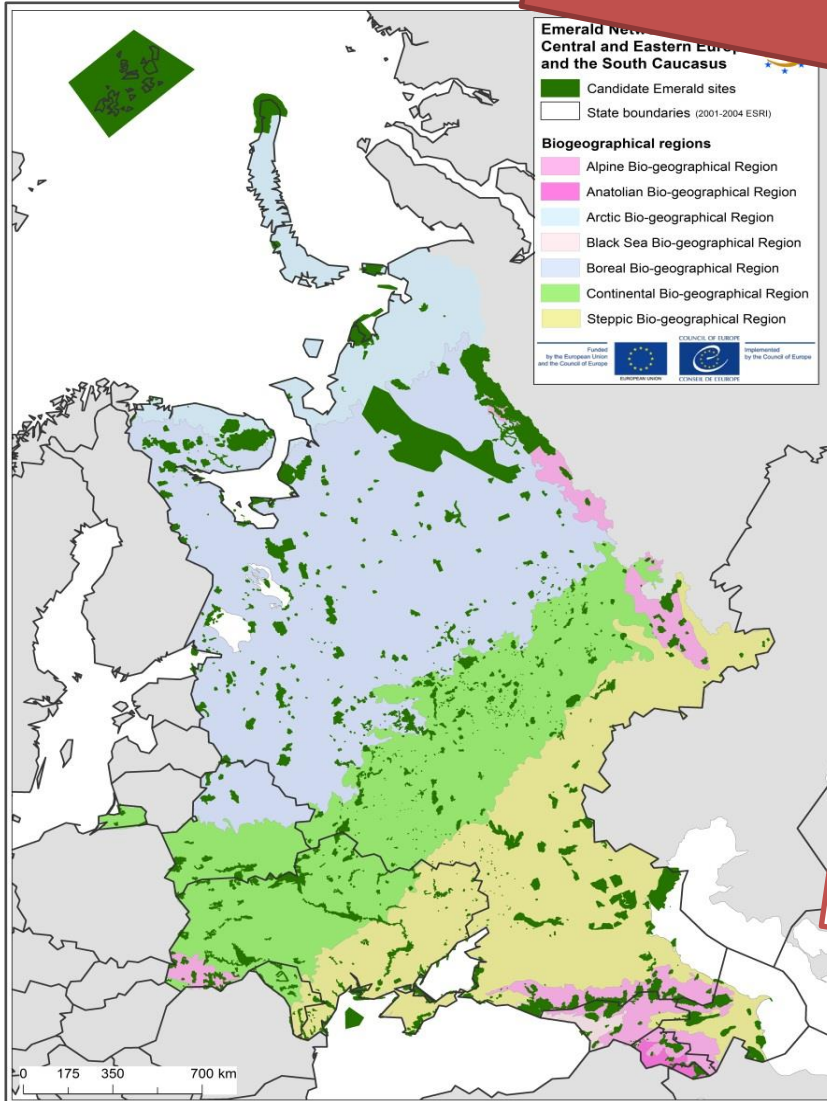 Emerald
Central and Eastern
and the South Caucasus
Candidate Emerald sites
State boundaries (2001-2004 ESRI)
Biogeographical regions
Alpine Bio-geographical Region
Anatolian Bio-geographical Region
Arctic Bio-geographical Region
Black Sea Bio-geographical Region
Boreal Bio-geographical Region
Continental Bio-geographical Region
Steppic Bio-geographical Region
Funded
by the European Union
and the Council of Europe
EUROPEAN UNION
COUNCIL OF EUROPE
CONSEIL DE L'EUROPE
Implemented
by the Council of Europe
0 175 350 700 km